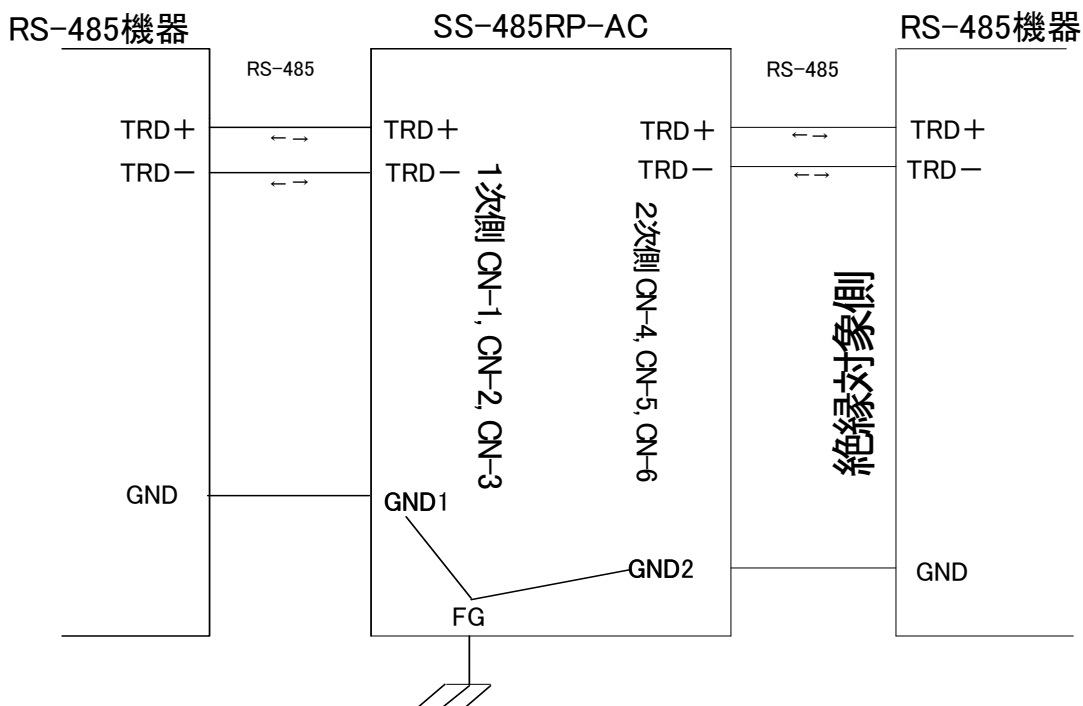 RS-485機器
SS-485RP-AC
RS-485機器
RS-485
RS-485
TRD＋
←→
TRD＋
TRD＋
←→
TRD＋
TRD－
←→
TRD－
TRD－
←→
TRD－
1次側 CN-1, CN-2, CN-3
2次側 CN-4, CN-5, CN-6
絶縁対象側
GND
GND1
GND2
GND
FG